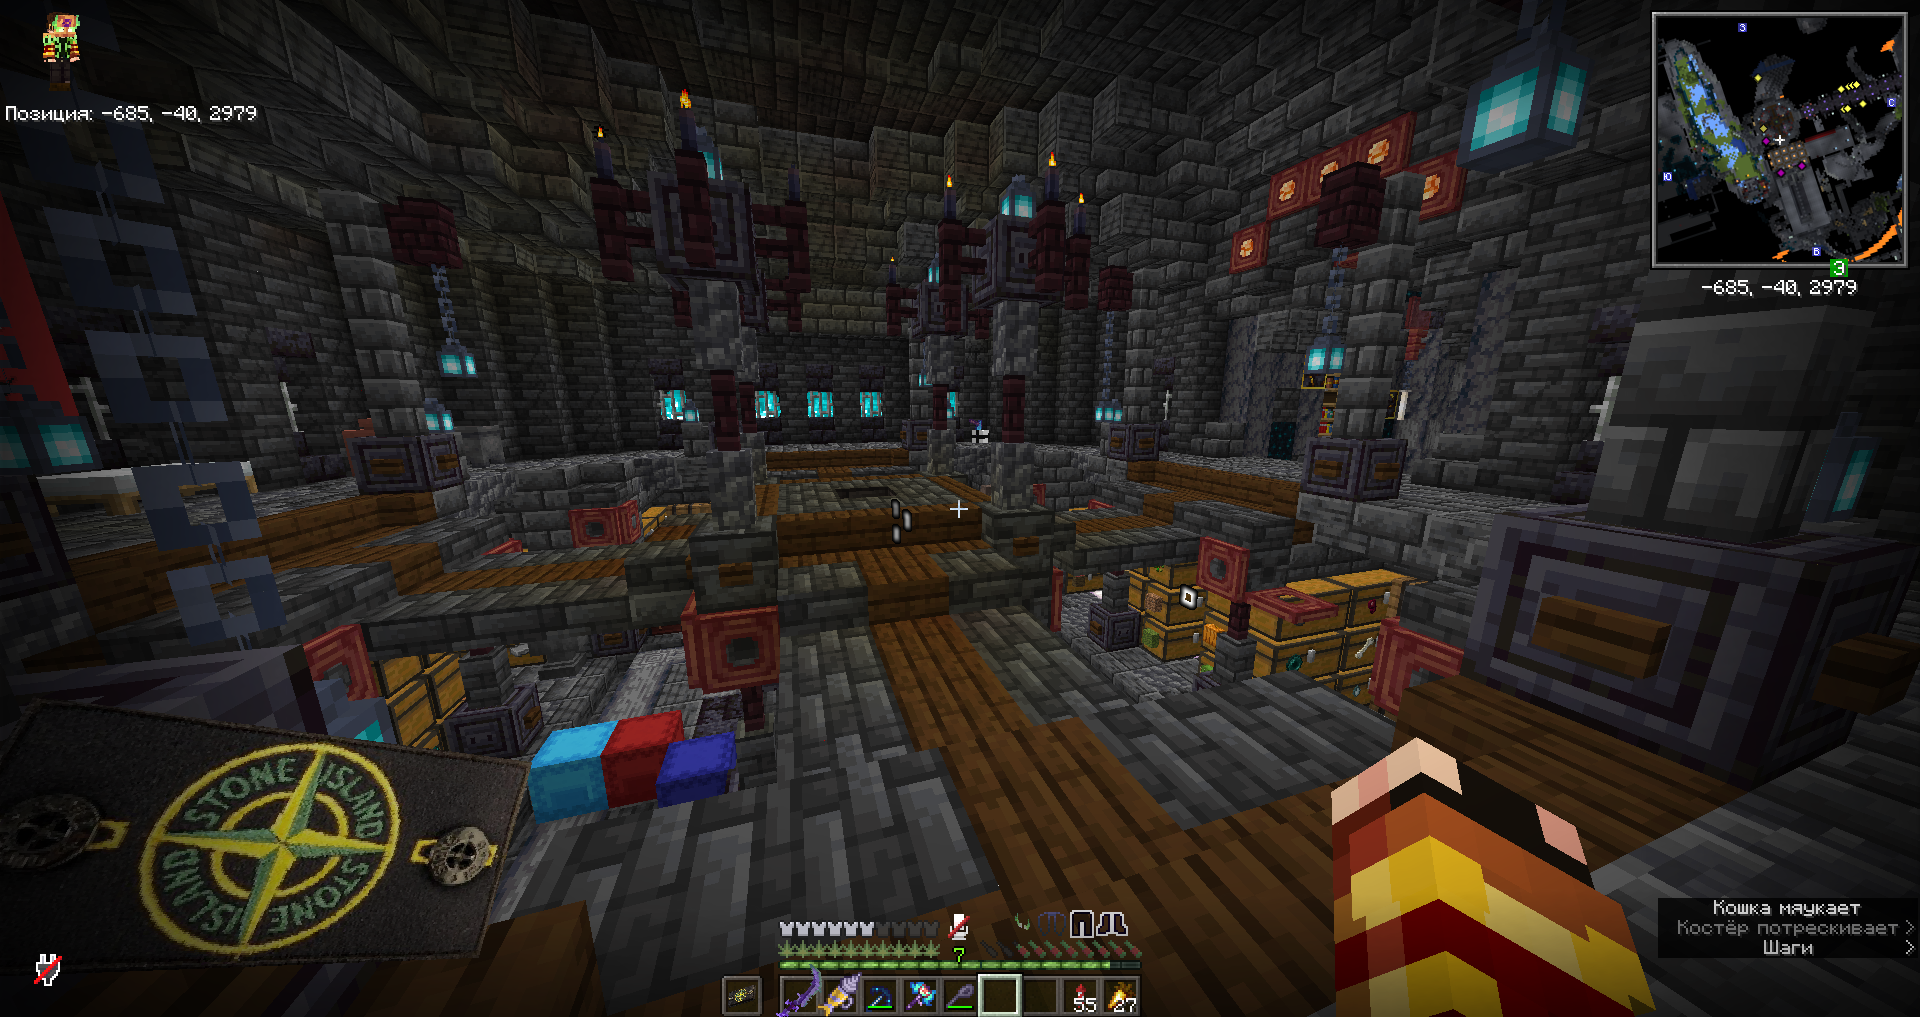 Позиция: -685, -40, 2979
З
С
Ю
В
З
-685, -40, 2979
STONE ISLAND
STONE ISLAND
Кошка мяукает
Костёр потрескивает >
Шаги >
7
55
27